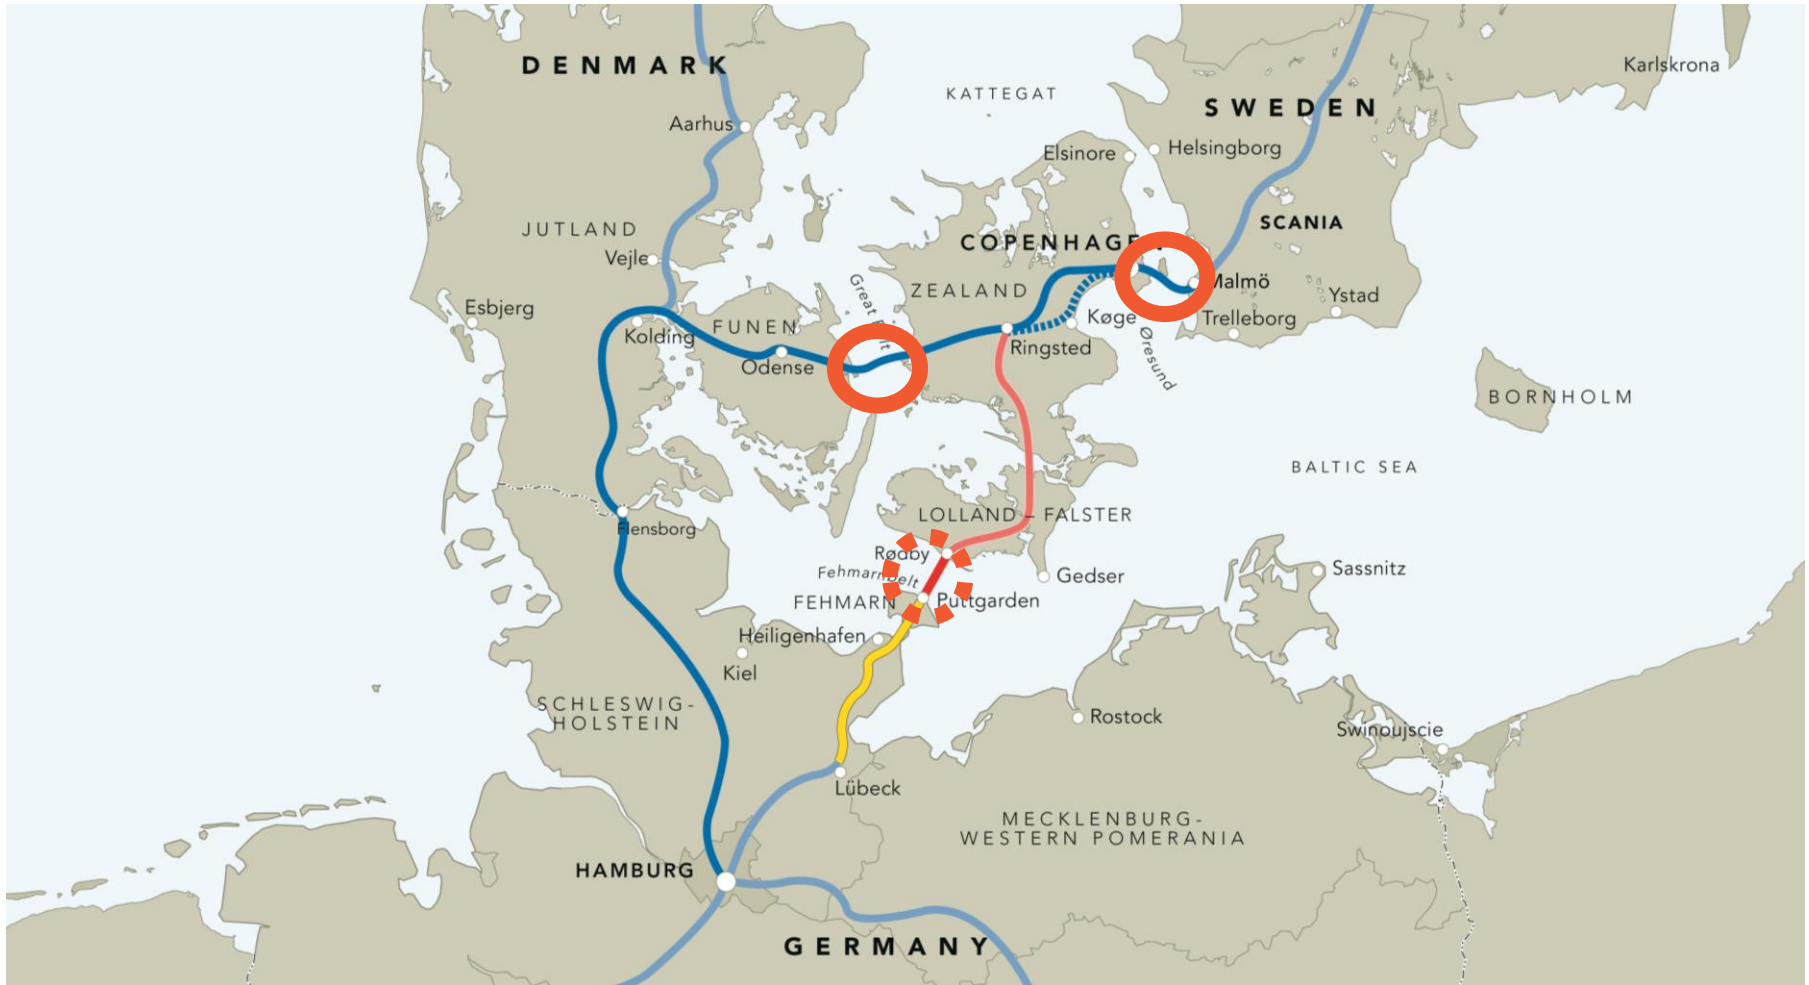 DENMARK
Karlskrona
KATTEGAT
SWEDEN
Aarhus
Elsinore
Helsingborg
JUTLAND
SCANIA
COPENHAGEN
Vejle
Great Belt
ZEALAND
Malmö
Esbjerg
Ystad
FUNEN
Køge
Trelleborg
Kolding
Ringsted
Øresund
Odense
BORNHOLM
BALTIC SEA
LOLLAND – FALSTER
Flensborg
Rødby
Fehmarnbelt
Gedser
Sassnitz
FEHMARN
Puttgarden
Heiligenhafen
Kiel
SCHLESWIG-
HOLSTEIN
Rostock
Swinoujscie
Lübeck
MECKLENBURG-
WESTERN POMERANIA
HAMBURG
GERMANY